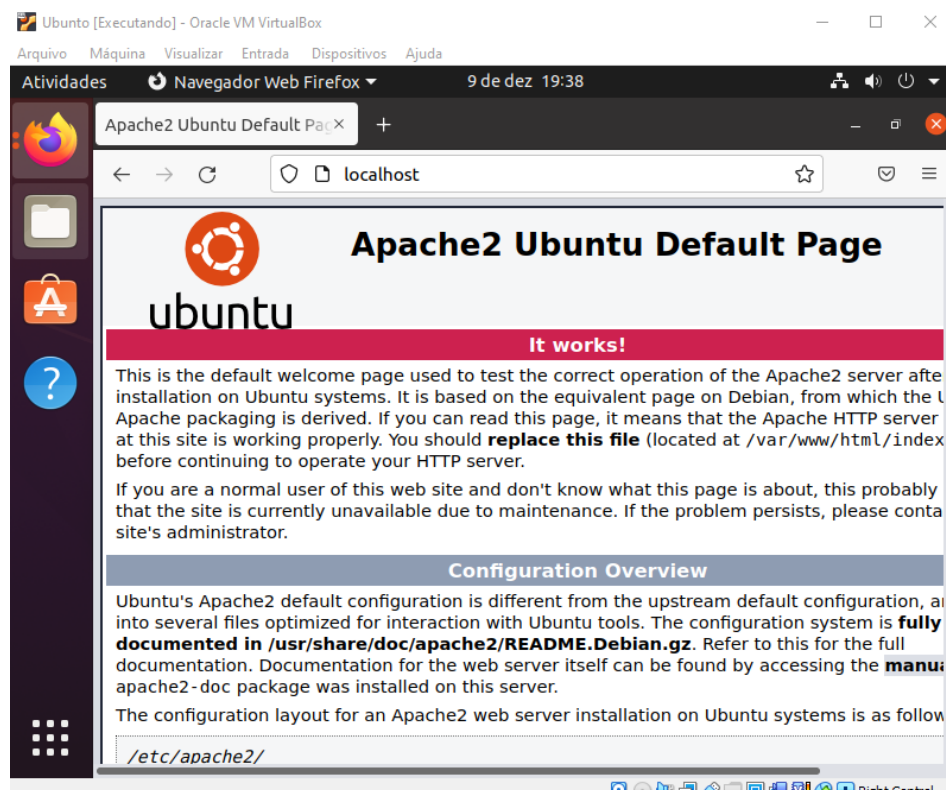 Ubunto [Executando] - Oracle VM VirtualBox
Arquivo Máquina Visualizar Entrada Dispositivos Ajuda
Atividades Navegador Web Firefox 9 de dez 19:38
Apache2 Ubuntu Default Pag
localhost
ubuntu
Apache2 Ubuntu Default Page
It works!
This is the default welcome page used to test the correct operation of the Apache2 server afte
installation on Ubuntu systems. It is based on the equivalent page on Debian, from which the U
Apache packaging is derived. If you can read this page, it means that the Apache HTTP server
at this site is working properly. You should replace this file (located at /var/www/html/index
before continuing to operate your HTTP server.
If you are a normal user of this web site and don't know what this page is about, this probably
that the site is currently unavailable due to maintenance. If the problem persists, please conta
site's administrator.
Configuration Overview
Ubuntu's Apache2 default configuration is different from the upstream default configuration, a
into several files optimized for interaction with Ubuntu tools. The configuration system is fully
documented in /usr/share/doc/apache2/README.Debian.gz. Refer to this for the full
documentation. Documentation for the web server itself can be found by accessing the manua
apache2-doc package was installed on this server.
The configuration layout for an Apache2 web server installation on Ubuntu systems is as follow
/etc/apache2/
Right Control